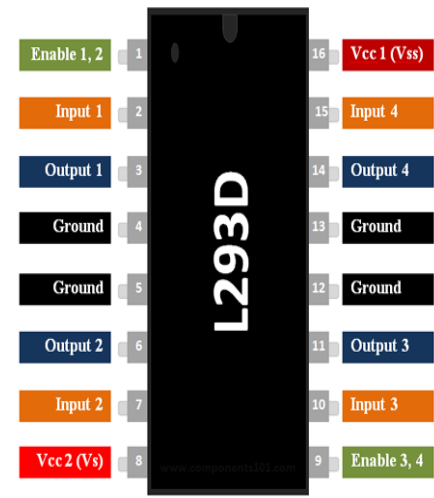 Enable 1, 2 1 16 Vcc 1 (Vss)
Input 1 2 15 Input 4
Output 1 3 14 Output 4
Ground 4 13 Ground
L293D
Ground 5 12 Ground
Output 2 6 11 Output 3
Input 2 7 10 Input 3
Vcc 2 (Vs) 8 9 Enable 3, 4
www.components101.com